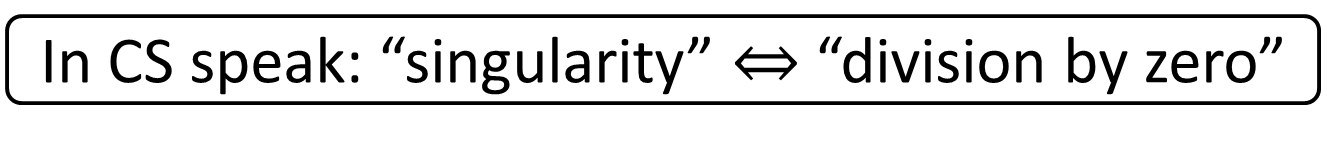 In CS speak: “singularity” ⇔ “division by zero”